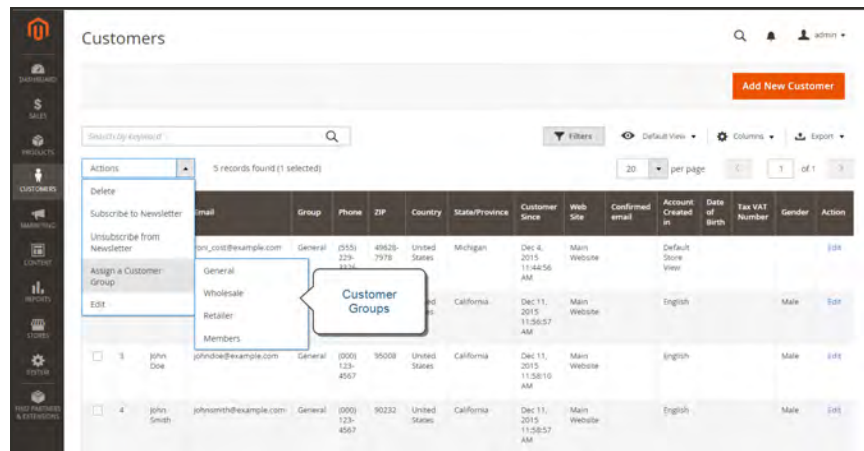 Customers
admin
DASHBOARD
SALES
PRODUCTS
CUSTOMERS
MARKETING
CONTENT
REPORTS
STORES
SYSTEM
FIND PARTNERS
& EXTENSIONS
Add New Customer
Search by keyword
Filters
Default View
Columns
Export
Actions
5 records found (1 selected)
20 per page
1 of 1
Delete
Subscribe to Newsletter
Unsubscribe from
Newsletter
Assign a Customer
Group
Edit
General
Wholesale
Retailer
Members
Customer
Groups
Email Group Phone ZIP Country State/Province Customer Since Web Site Confirmed email Account Created in Date of Birth Tax VAT Number Gender Action
roni_cost@example.com General (555) 229- 49628- 7978 United States Michigan Dec 4, 2015 11:44:56 AM Main Website Default Store View Edit
California Dec 11, 2015 11:56:57 AM Main Website English Male Edit
3 John Doe johndoe@example.com General (000) 123- 4567 95008 United States California Dec 11, 2015 11:58:10 AM Main Website English Male Edit
4 John Smith johnsmith@example.com General (000) 123- 4567 90232 United States California Dec 11, 2015 11:58:57 AM Main Website English Male Edit